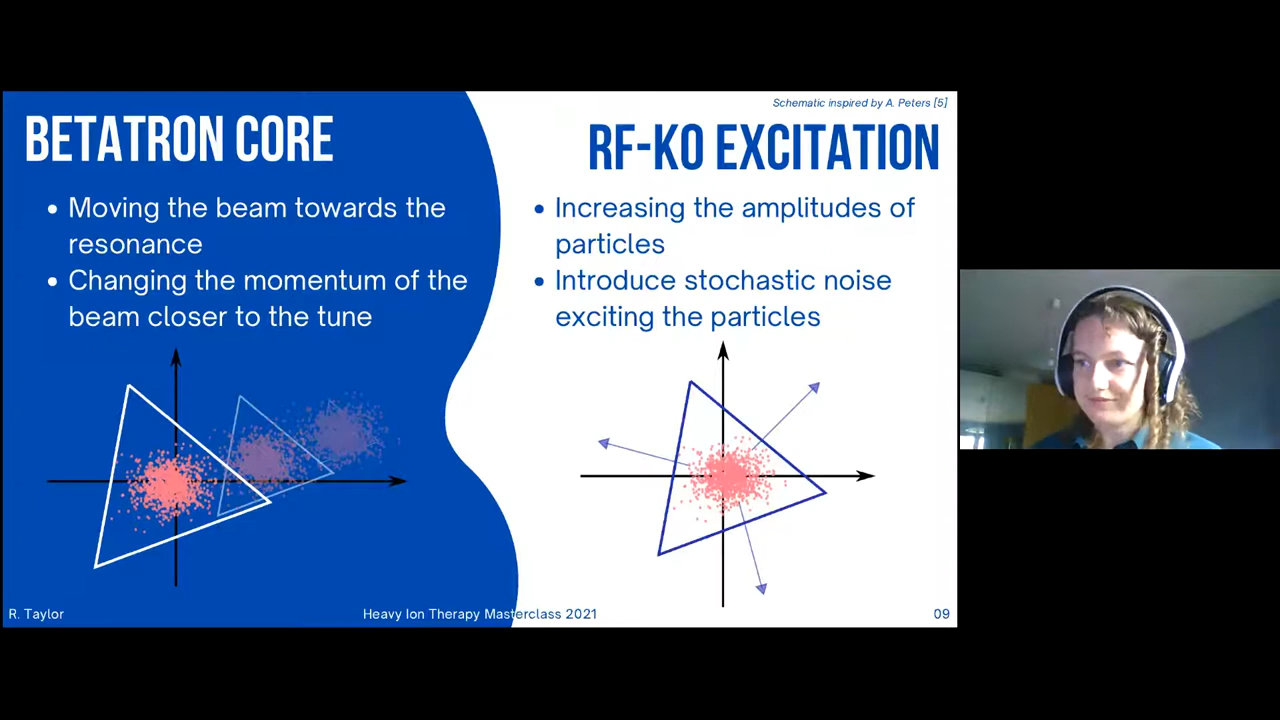 Schematic inspired by A. Peters [5]
BETATRON CORE
• Moving the beam towards the
resonance
• Changing the momentum of the
beam closer to the tune
RF-KO EXCITATION
• Increasing the amplitudes of
particles
• Introduce stochastic noise
exciting the particles
R. Taylor
Heavy Ion Therapy Masterclass 2021
09